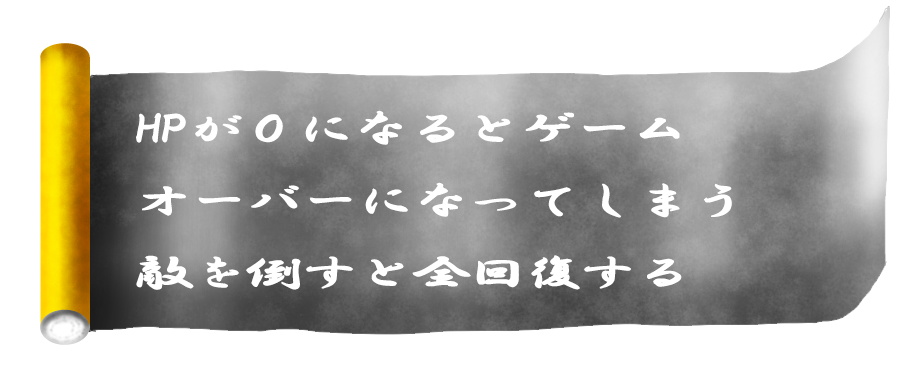 HPが０になるとゲーム
オーバーになってしまう
敵を倒すと全回復する